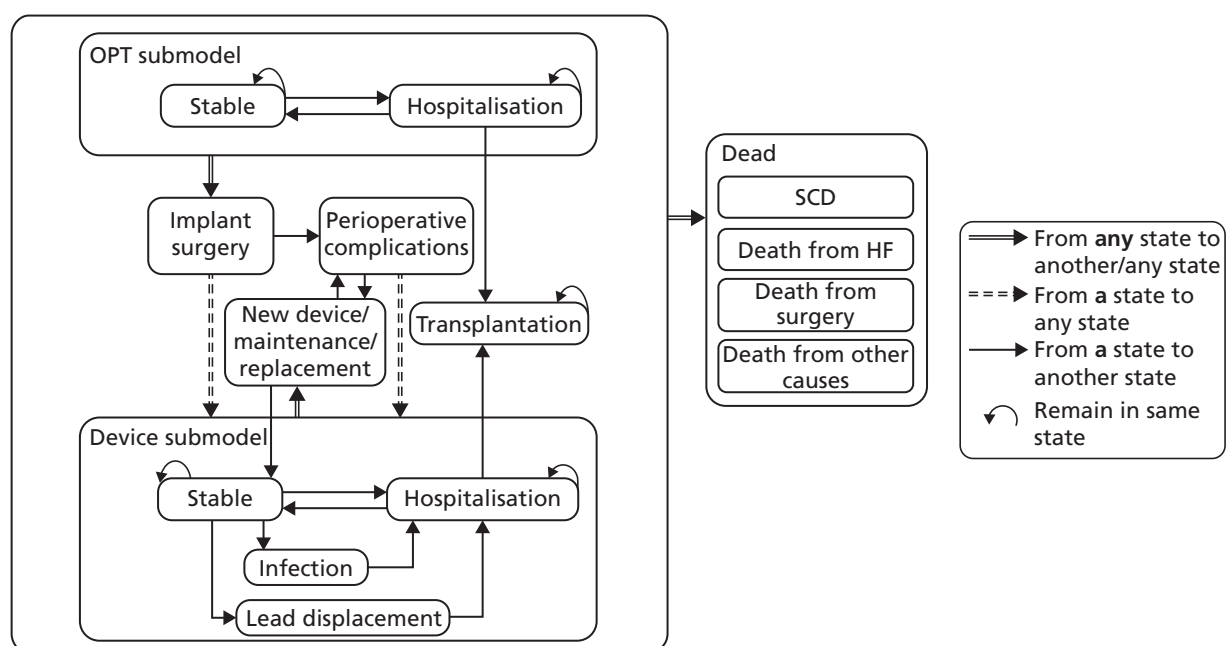 OPT submodel
Stable
Hospitalisation
Implant
surgery
Perioperative
complications
New device/
maintenance/
replacement
Transplantation
Device submodel
Stable
Hospitalisation
Infection
Lead displacement
Dead
SCD
Death from HF
Death from
surgery
Death from other
causes
From any state to
another/any state
From a state to
any state
From a state to
another state
Remain in same
state